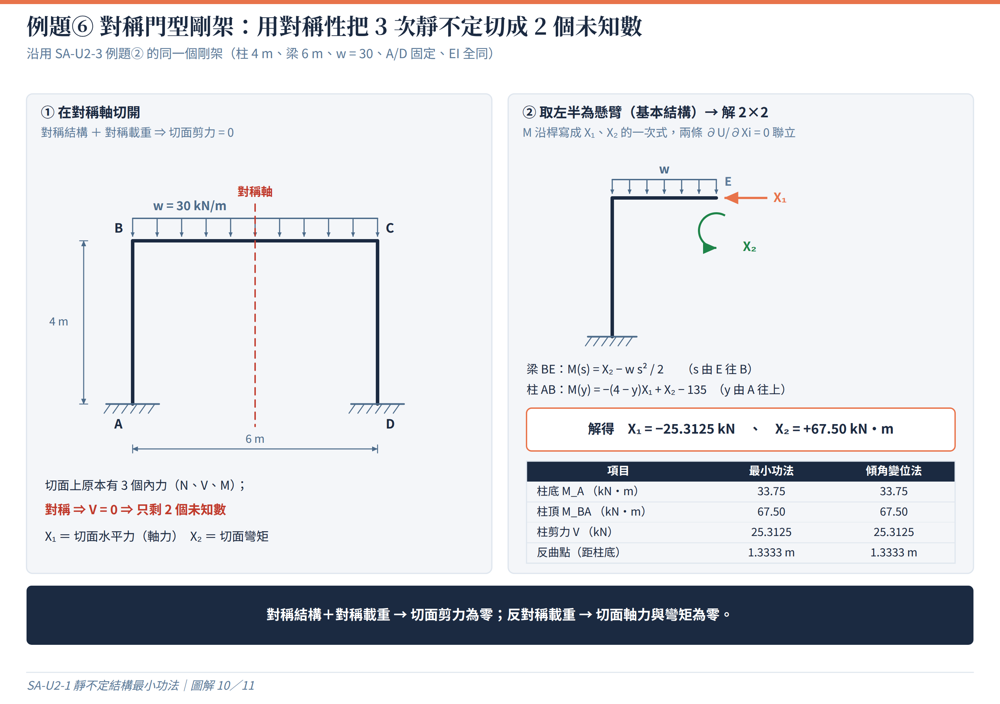 例題⑥ 對稱門型剛架：用對稱性把 3 次靜不定切成 2 個未知數
沿用 SA-U2-3 例題② 的同一個剛架（柱 4 m、梁 6 m、w = 30、A/D 固定、EI 全同）
① 在對稱軸切開
對稱結構 ＋ 對稱載重 ⇒ 切面剪力 = 0
對稱軸
w = 30 kN/m
B
C
4 m
A
D
6 m
切面上原本有 3 個內力（N、V、M）；
對稱 ⇒ V = 0 ⇒ 只剩 2 個未知數
X₁ ＝ 切面水平力（軸力） X₂ ＝ 切面彎矩
② 取左半為懸臂（基本結構）→ 解 2×2
M 沿桿寫成 X₁、X₂ 的一次式，兩條 ∂U/∂Xi = 0 聯立
w
E
X₁
X₂
梁 BE：M(s) = X₂ − w s² / 2 （s 由 E 往 B）
柱 AB：M(y) = −(4 − y)X₁ + X₂ − 135 （y 由 A 往上）
解得 X₁ = −25.3125 kN 、 X₂ = +67.50 kN・m
項目 最小功法 傾角變位法
柱底 M_A （kN・m） 33.75 33.75
柱頂 M_BA （kN・m） 67.50 67.50
柱剪力 V （kN） 25.3125 25.3125
反曲點（距柱底） 1.3333 m 1.3333 m
對稱結構＋對稱載重 → 切面剪力為零；反對稱載重 → 切面軸力與彎矩為零。
SA-U2-1 靜不定結構最小功法｜圖解 10／11